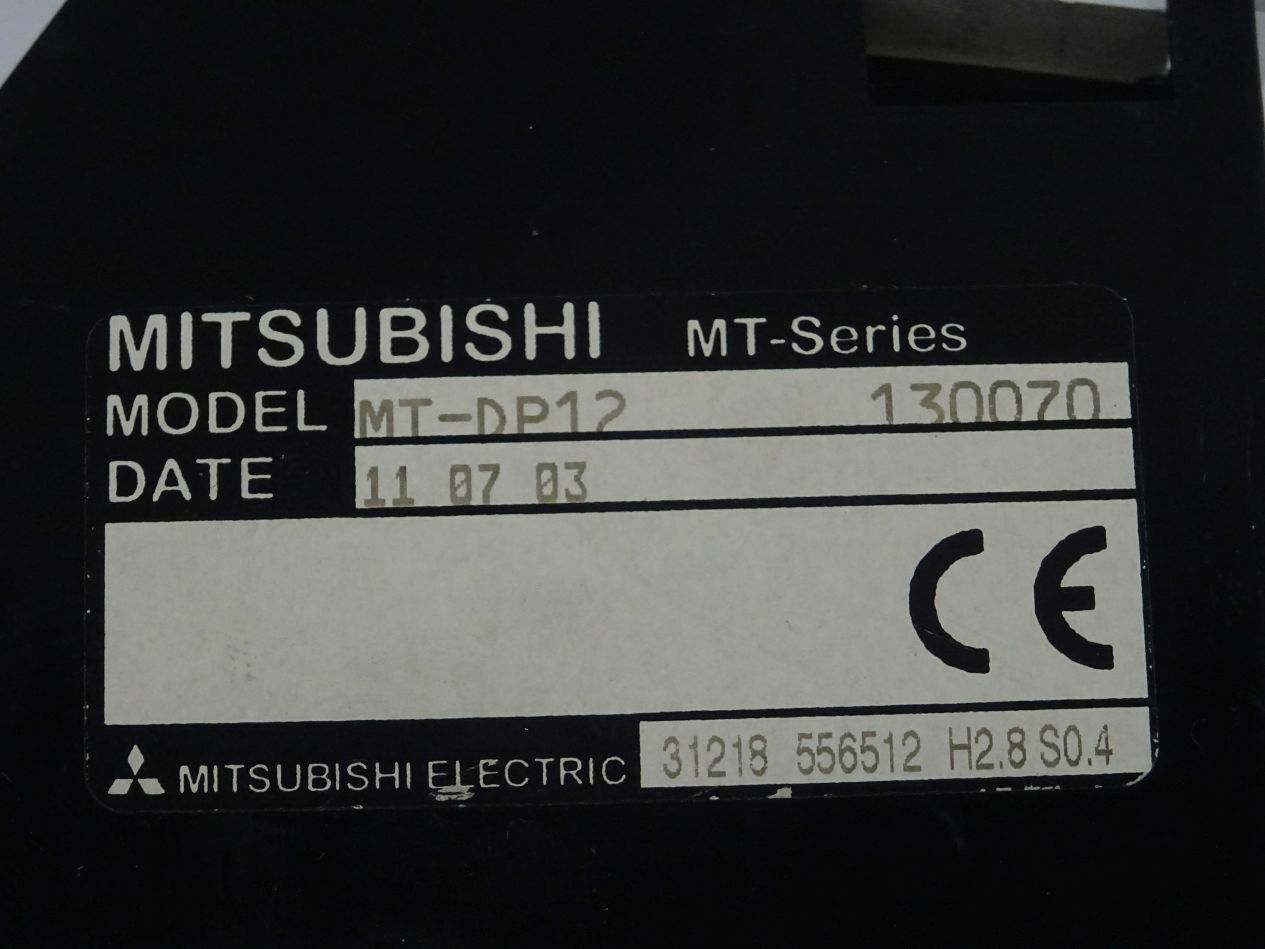 MITSUBISHI MT-Series
MODEL MT-DP12 130070
DATE 11 07 03
CE
MITSUBISHI ELECTRIC 31218 556512 H2.8 S0.4